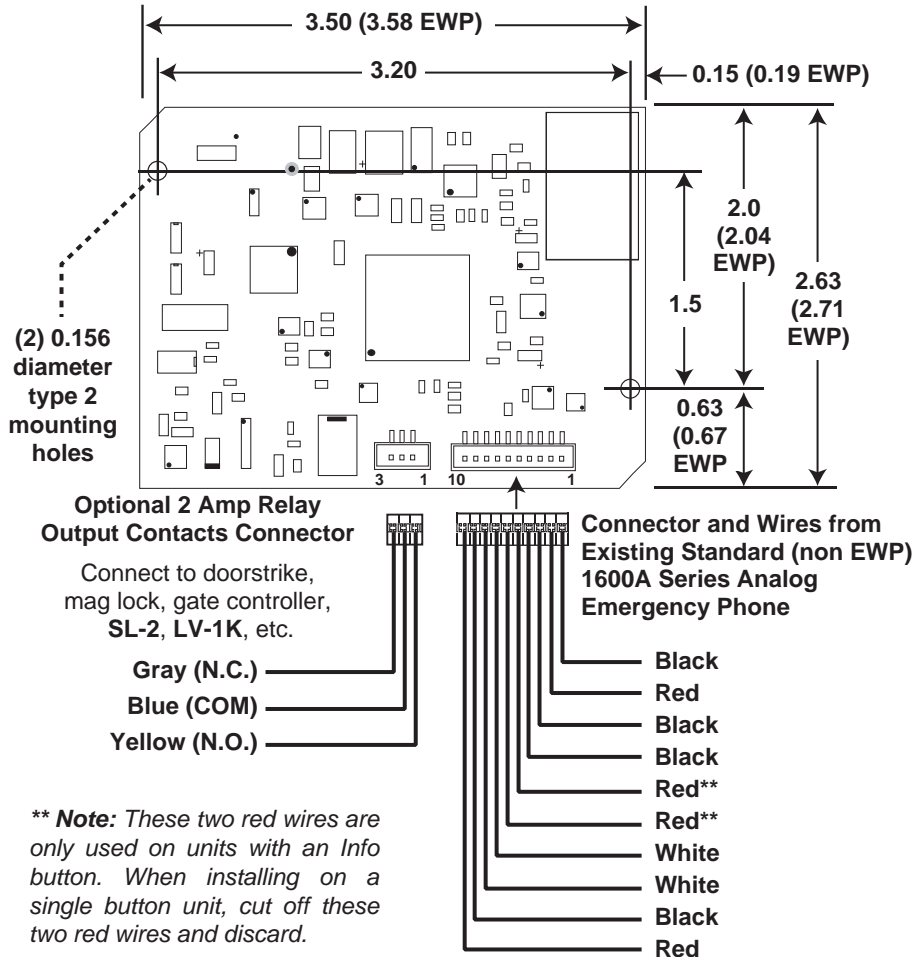 3.50 (3.58 EWP)
3.20
0.15 (0.19 EWP)
2.0
(2.04
EWP)
2.63
(2.71
EWP)
1.5
0.63
(0.67
EWP
(2) 0.156
diameter
type 2
mounting
holes
3 1 10 1
Optional 2 Amp Relay
Output Contacts Connector
Connect to doorstrike,
mag lock, gate controller,
SL-2, LV-1K, etc.
Gray (N.C.)
Blue (COM)
Yellow (N.O.)
Connector and Wires from
Existing Standard (non EWP)
1600A Series Analog
Emergency Phone
Black
Red
Black
Black
Red**
Red**
White
White
Black
Red
** Note: These two red wires are
only used on units with an Info
button. When installing on a
single button unit, cut off these
two red wires and discard.